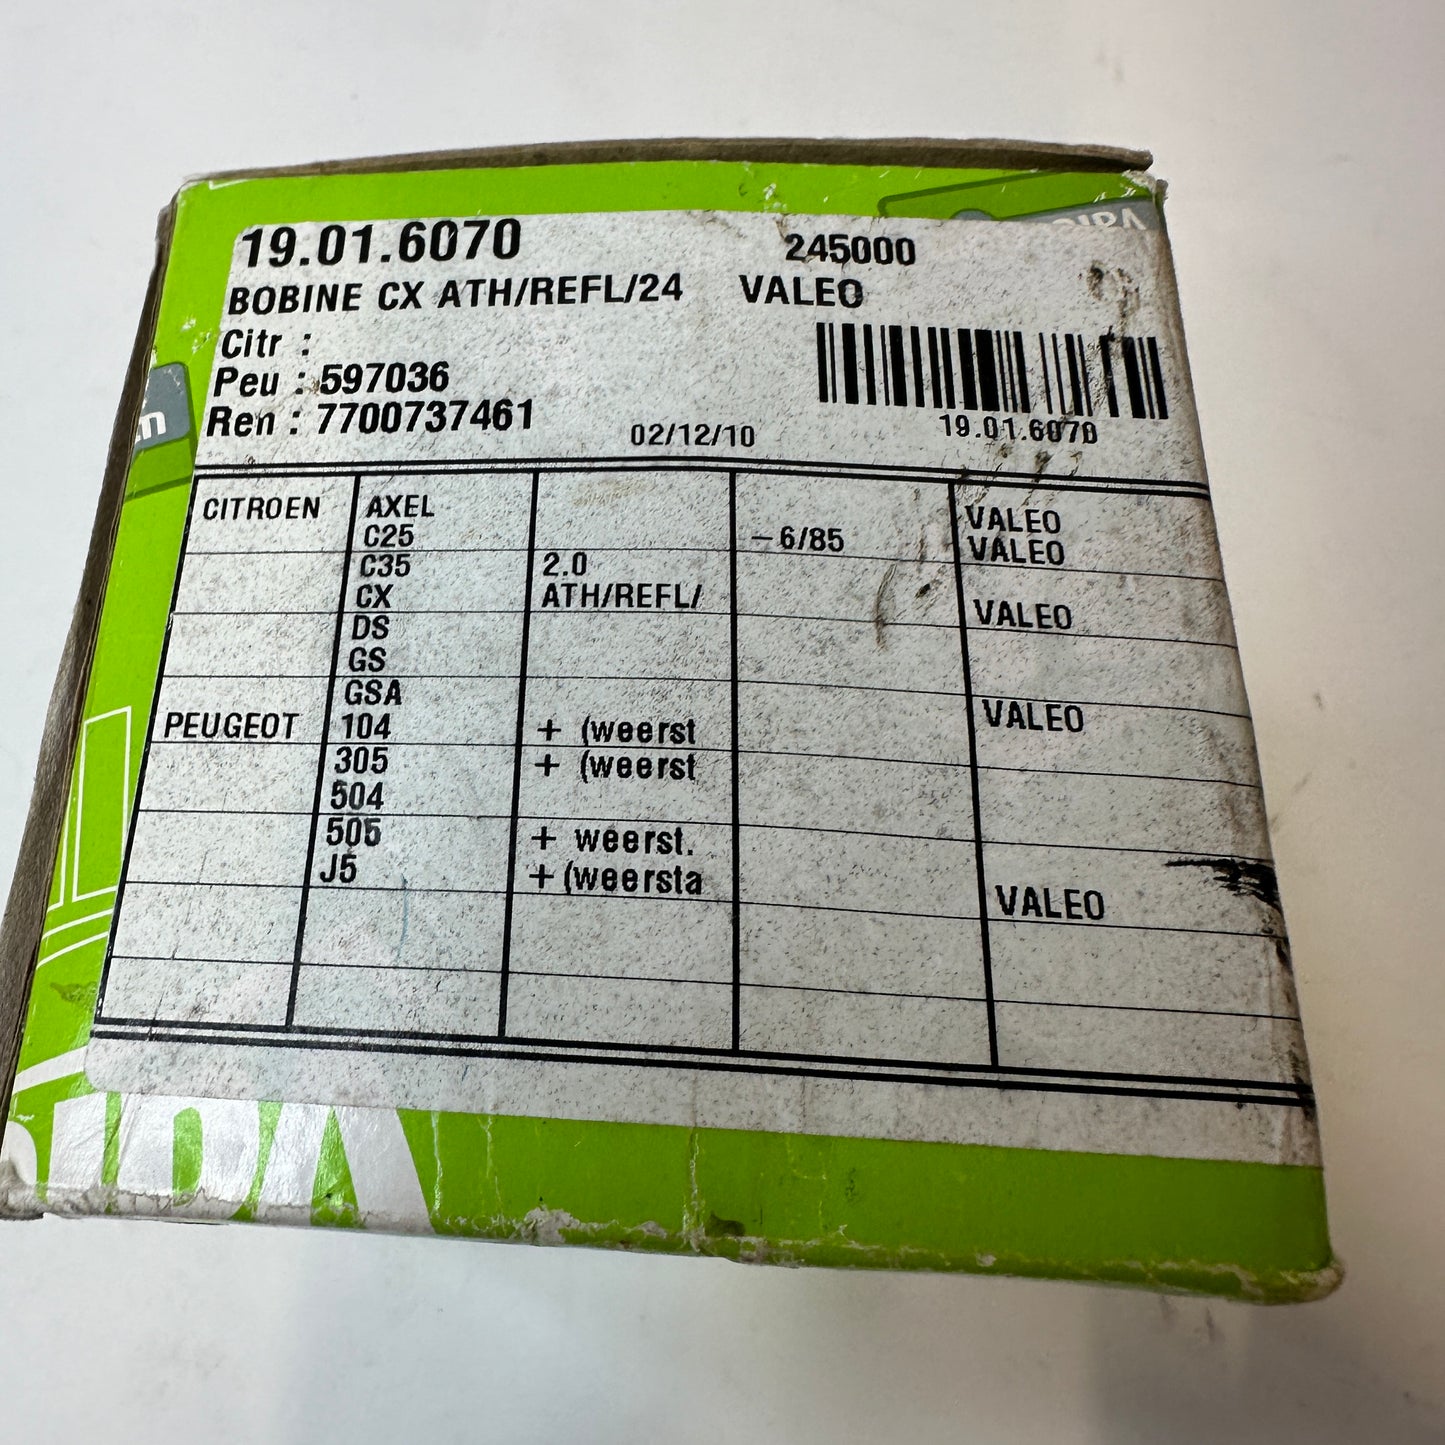 19.01.6070 245000
BOBINE CX ATH/REFL/24 VALEO
Citr :
Peu : 597036
Ren : 7700737461
02/12/10 19.01.6070
CITROEN AXEL VALEO
C25 -6/85 VALEO
C35 2.0
CX ATH/REFL/ VALEO
DS
GS
GSA VALEO
PEUGEOT 104 + (weerst
305 + (weerst
504
505 + weerst.
J5 + (weersta VALEO